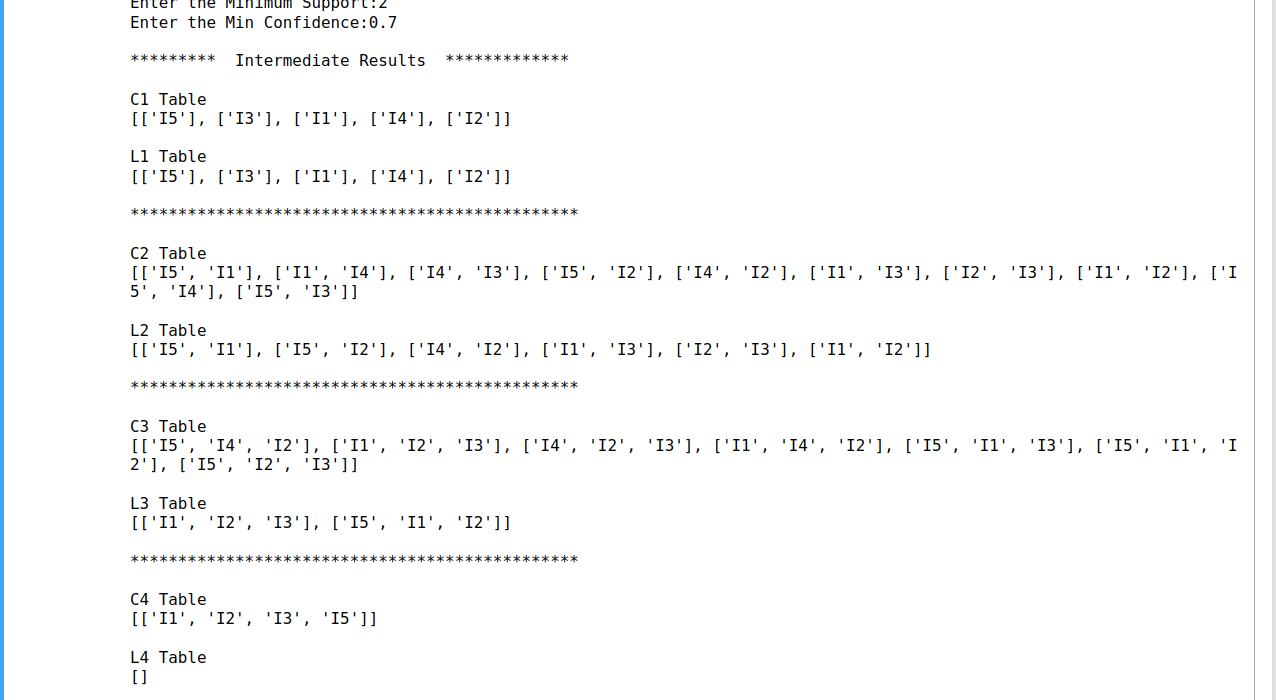 Enter the Minimum Support:2
Enter the Min Confidence:0.7
*********  Intermediate Results  *************
C1 Table
[['I5'], ['I3'], ['I1'], ['I4'], ['I2']]
L1 Table
[['I5'], ['I3'], ['I1'], ['I4'], ['I2']]
***********************************************
C2 Table
[['I5', 'I1'], ['I1', 'I4'], ['I4', 'I3'], ['I5', 'I2'], ['I4', 'I2'], ['I1', 'I3'], ['I2', 'I3'], ['I1', 'I2'], ['I
5', 'I4'], ['I5', 'I3']]
L2 Table
[['I5', 'I1'], ['I5', 'I2'], ['I4', 'I2'], ['I1', 'I3'], ['I2', 'I3'], ['I1', 'I2']]
***********************************************
C3 Table
[['I5', 'I4', 'I2'], ['I1', 'I2', 'I3'], ['I4', 'I2', 'I3'], ['I1', 'I4', 'I2'], ['I5', 'I1', 'I3'], ['I5', 'I1', 'I
2'], ['I5', 'I2', 'I3']]
L3 Table
[['I1', 'I2', 'I3'], ['I5', 'I1', 'I2']]
***********************************************
C4 Table
[['I1', 'I2', 'I3', 'I5']]
L4 Table
[]